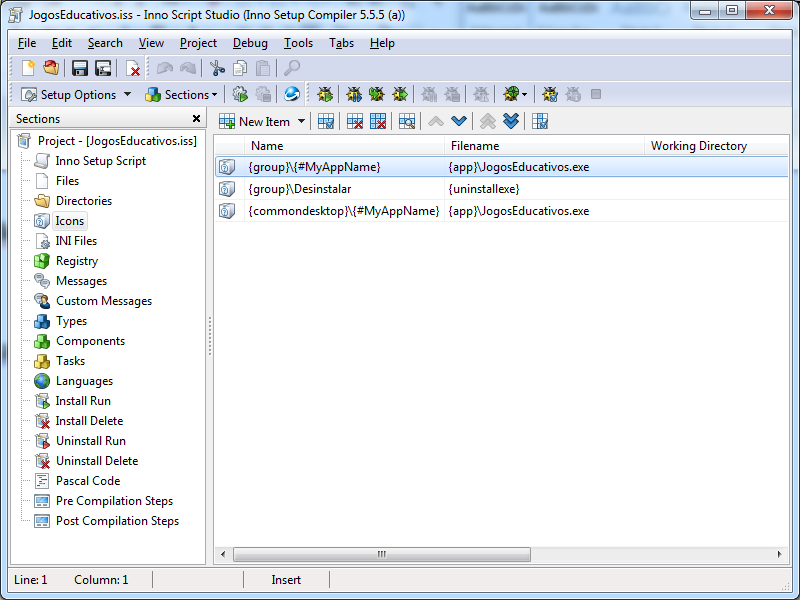 JogosEducativos.iss - Inno Script Studio (Inno Setup Compiler 5.5.5 (a))
File Edit Search View Project Debug Tools Tabs Help
Setup Options Sections
Sections
New Item
Name Filename Working Directory
Project - [JogosEducativos.iss]
Inno Setup Script
Files
Directories
Icons
INI Files
Registry
Messages
Custom Messages
Types
Components
Tasks
Languages
Install Run
Install Delete
Uninstall Run
Uninstall Delete
Pascal Code
Pre Compilation Steps
Post Compilation Steps
{group}\{#MyAppName} {app}\JogosEducativos.exe
{group}\Desinstalar {uninstallexe}
{commondesktop}\{#MyAppName} {app}\JogosEducativos.exe
Line: 1 Column: 1 Insert